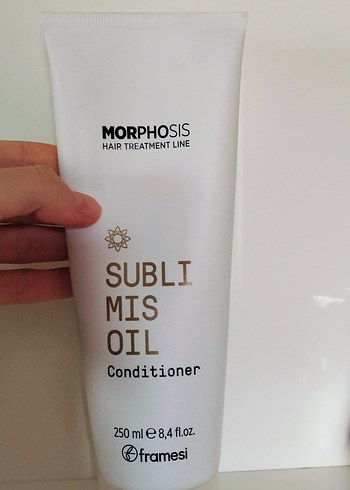 MORPHOSIS
HAIR TREATMENT LINE
SUBLI
MIS
OIL
Conditioner
250 ml ℮ 8,4 fl.oz.
framesi